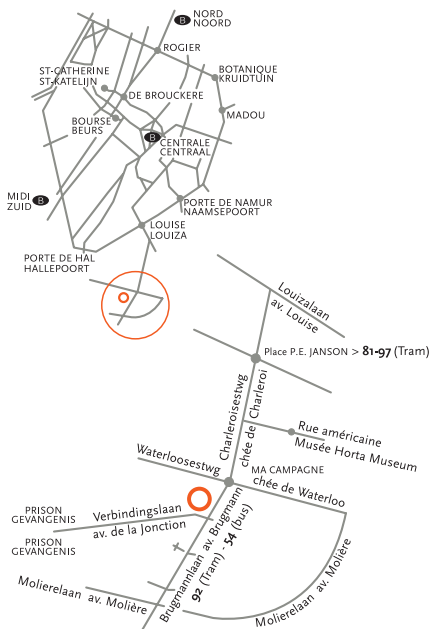 B
NORD
NOORD
ROGIER
ST-CATHERINE
ST-KATELIJN
BOTANIQUE
KRUIDTUIN
DE BROUCKERE
MADOU
BOURSE
BEURS
B
CENTRALE
CENTRAAL
MIDI
ZUID
B
PORTE DE NAMUR
NAAMSEPOORT
LOUISE
LOUIZA
PORTE DE HAL
HALLEPOORT
Louizalaan
av. Louise
Place P.E. JANSON > 81-97 (Tram)
Charleroisestwg
chée de Charleroi
Rue américaine
Musée Horta Museum
Waterloosestwg
MA CAMPAGNE
chée de Waterloo
PRISON
GEVANGENIS
Verbindingslaan
av. de la Jonction
PRISON
GEVANGENIS
Brugmannlaan av. Brugmann
92 (Tram) - 54 (bus)
Molierelaan av. Molière
Molierelaan av. Molière